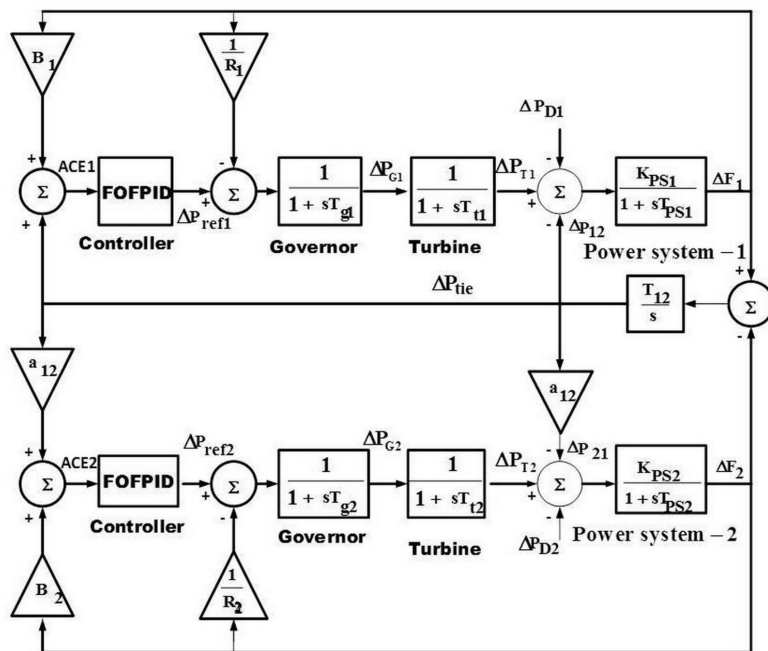 B1
1
R1
Δ PD1
ACE1
ΔPG1
ΔPT1
ΔF1
+
Σ
+
FOFPID
ΔPref1
-
+
Σ
1
1 + sTg1
1
1 + sTt1
-
+
Σ
-
ΔP12
KPS1
1 + sTPS1
Controller
Governor
Turbine
Power system – 1
ΔPtie
T12
s
+
Σ
-
a12
a12
ΔPref2
ΔPG2
ΔPT2
ΔP21
ΔF2
+
Σ
+
ACE2
FOFPID
+
Σ
-
1
1 + sTg2
1
1 + sTt2
-
+
Σ
-
KPS2
1 + sTPS2
Controller
Governor
Turbine
ΔPD2
Power system – 2
B2
1
R2